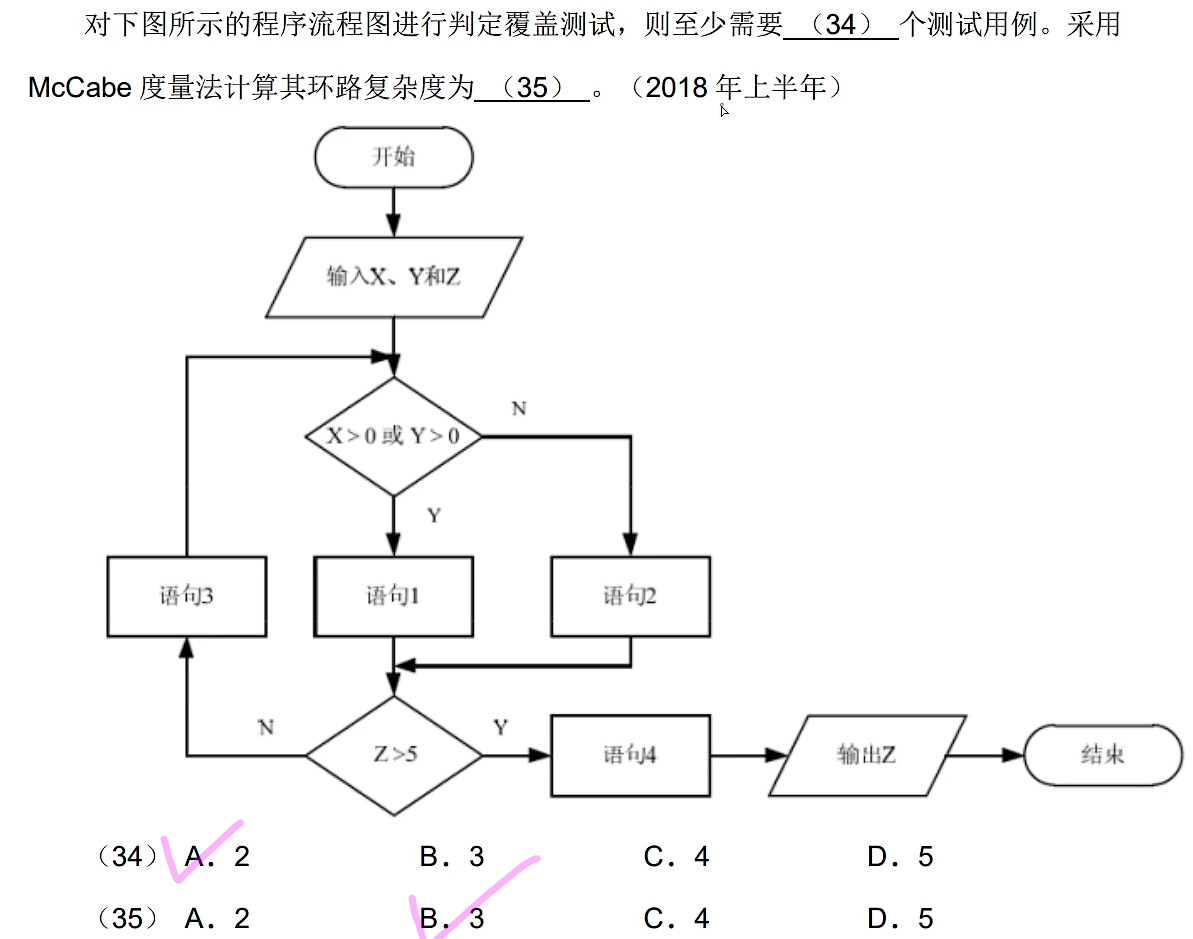 对下图所示的程序流程图进行判定覆盖测试，则至少需要 （34） 个测试用例。采用
McCabe 度量法计算其环路复杂度为 （35） 。（2018 年上半年）
开始
输入X、Y和Z
X>0 或 Y>0
N
Y
语句3
语句1
语句2
N
Z>5
Y
语句4
输出Z
结束
（34） A．2 B．3 C．4 D．5
（35） A．2 B．3 C．4 D．5